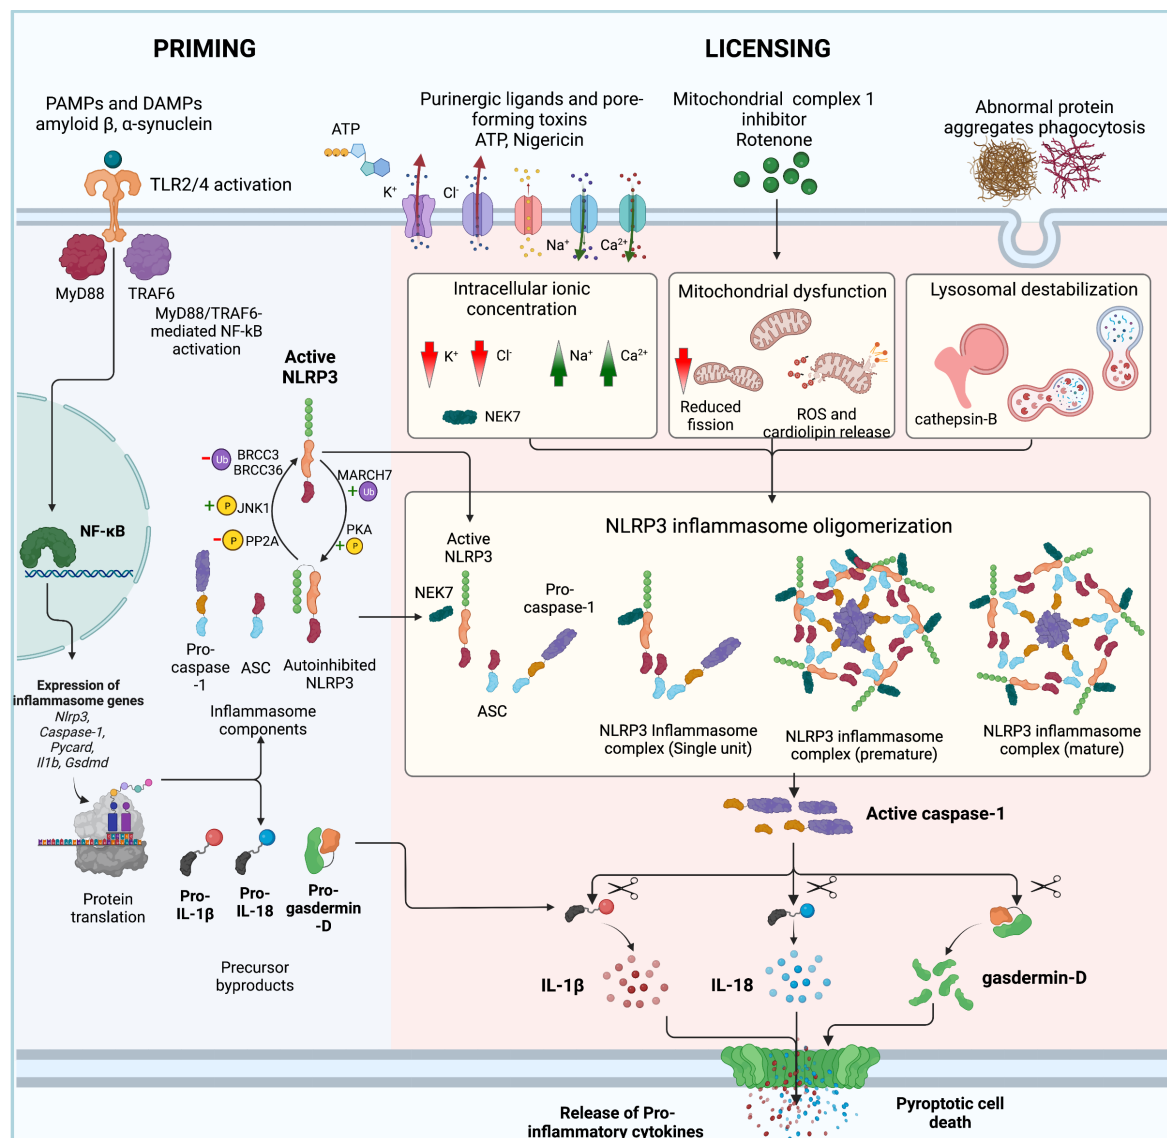 PRIMING
LICENSING
PAMPs and DAMPs
amyloid β, α-synuclein
TLR2/4 activation
MyD88
TRAF6
MyD88/TRAF6-
mediated NF-kB
activation
NF-κB
Expression of
inflammasome genes
Nlrp3,
Caspase-1,
Pycard,
Il1b, Gsdmd
Protein
translation
Active
NLRP3
Ub
BRCC3
BRCC36
P
JNK1
P
PP2A
MARCH7
Ub
PKA
P
Pro-
caspase
-1
ASC
Autoinhibited
NLRP3
Inflammasome
components
Pro-
IL-1β
Pro-
IL-18
Pro-
gasdermin
-D
Precursor
byproducts
ATP
Purinergic ligands and pore-
forming toxins
ATP, Nigericin
K+
Cl-
Na+
Ca2+
Mitochondrial complex 1
inhibitor
Rotenone
Abnormal protein
aggregates phagocytosis
Intracellular ionic
concentration
K+
Cl-
Na+
Ca2+
NEK7
Mitochondrial dysfunction
Reduced
fission
ROS and
cardiolipin release
Lysosomal destabilization
cathepsin-B
NLRP3 inflammasome oligomerization
Active
NLRP3
NEK7
Pro-
caspase-1
ASC
NLRP3 Inflammasome
complex (Single unit)
NLRP3 inflammasome
complex (premature)
NLRP3 inflammasome
complex (mature)
Active caspase-1
IL-1β
IL-18
gasdermin-D
Release of Pro-
inflammatory cytokines
Pyroptotic cell
death